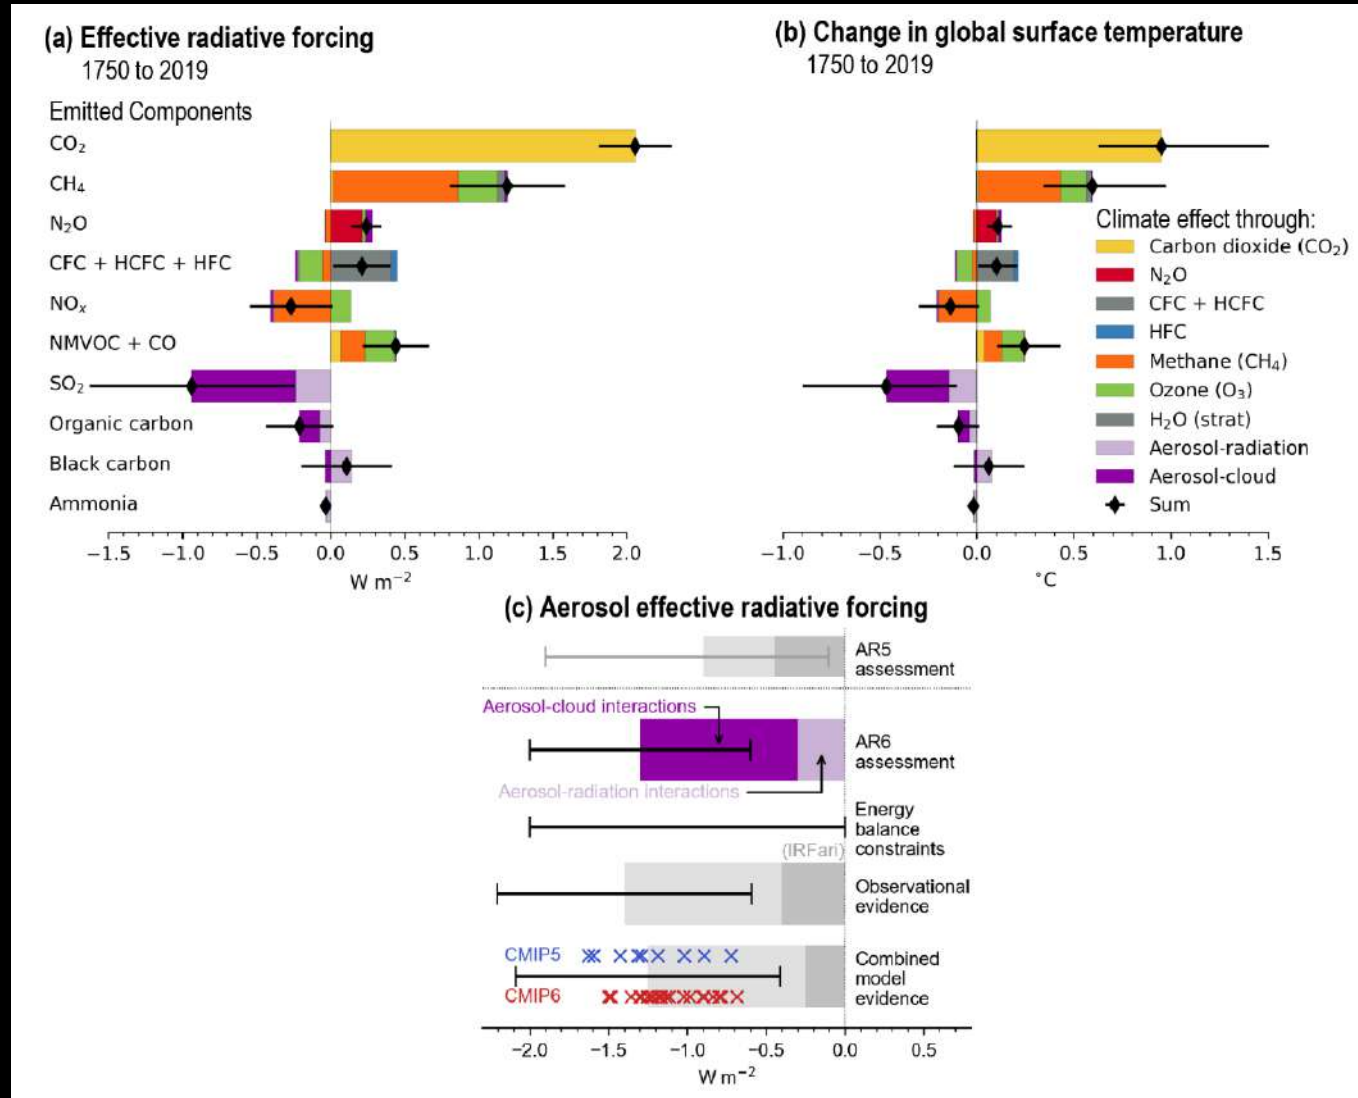 (a) Effective radiative forcing
1750 to 2019
Emitted Components
CO₂
CH₄
N₂O
CFC + HCFC + HFC
NOₓ
NMVOC + CO
SO₂
Organic carbon
Black carbon
Ammonia
−1.5 −1.0 −0.5 0.0 0.5 1.0 1.5 2.0
W m⁻²
(b) Change in global surface temperature
1750 to 2019
Climate effect through:
Carbon dioxide (CO₂)
N₂O
CFC + HCFC
HFC
Methane (CH₄)
Ozone (O₃)
H₂O (strat)
Aerosol-radiation
Aerosol-cloud
Sum
−1.0 −0.5 0.0 0.5 1.0 1.5
°C
(c) Aerosol effective radiative forcing
AR5
assessment
Aerosol-cloud interactions
AR6
assessment
Aerosol-radiation interactions
Energy
balance
constraints
(IRFari)
Observational
evidence
CMIP5
Combined
model
evidence
CMIP6
−2.0 −1.5 −1.0 −0.5 0.0 0.5
W m⁻²